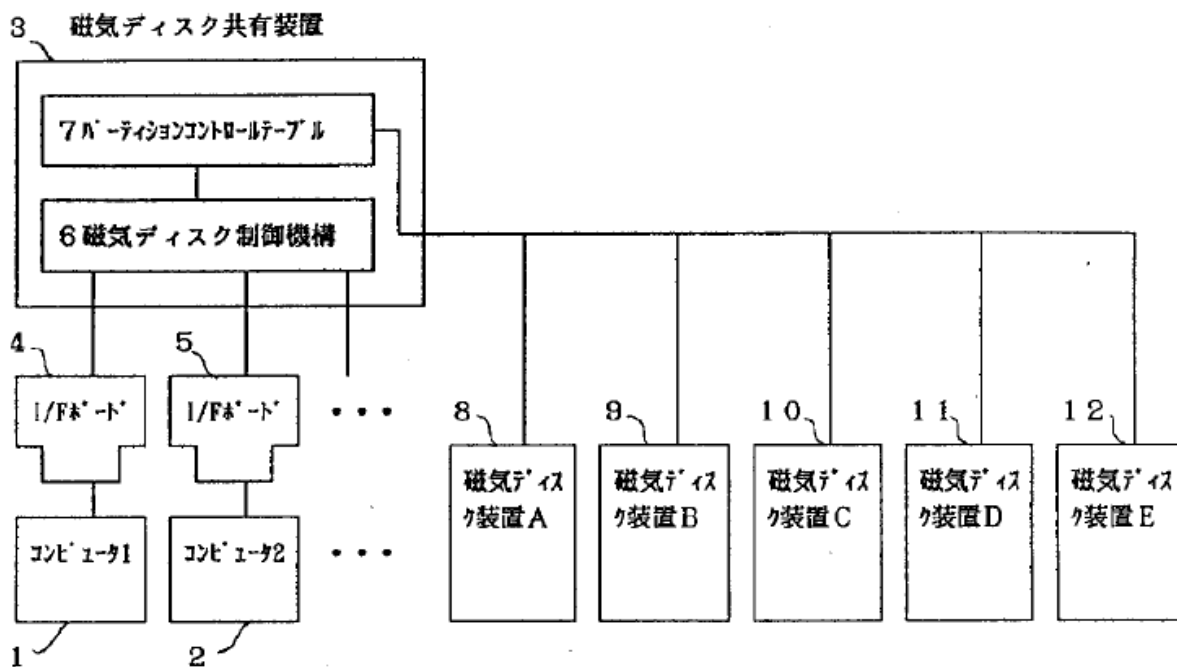 3 磁気ディスク共有装置
7ﾊﾟｰﾃｨｼｮﾝｺﾝﾄﾛｰﾙﾃｰﾌﾞﾙ
6磁気ディスク制御機構
4
5
I/Fﾎﾞｰﾄﾞ
I/Fﾎﾞｰﾄﾞ
・・・
8
9
10
11
12
磁気ﾃﾞｨｽ
ｸ装置A
磁気ﾃﾞｨｽ
ｸ装置B
磁気ﾃﾞｨｽ
ｸ装置C
磁気ﾃﾞｨｽ
ｸ装置D
磁気ﾃﾞｨｽ
ｸ装置E
ｺﾝﾋﾟｭｰﾀ1
ｺﾝﾋﾟｭｰﾀ2
・・・
1
2